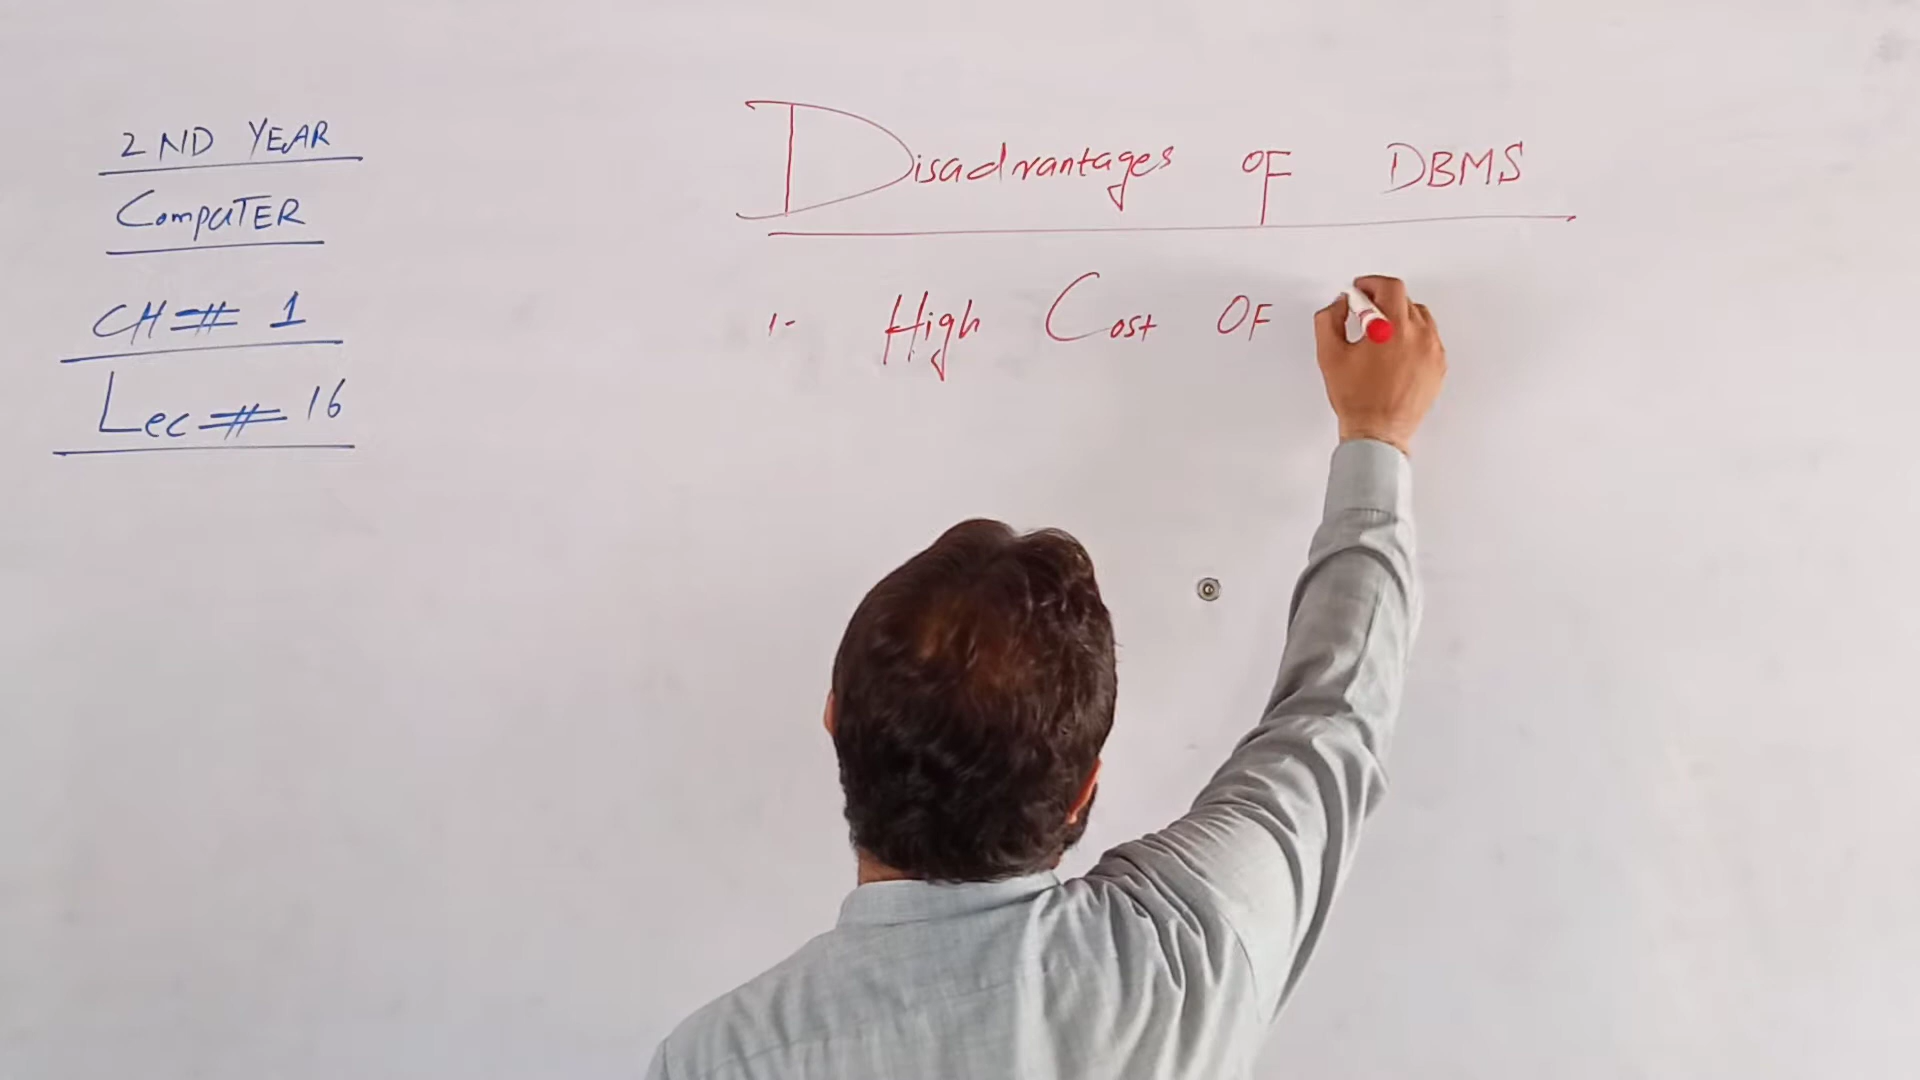 2ND YEAR
COMPUTER
CH# 1
Lec# 16
Disadvantages OF DBMS
1- High Cost OF